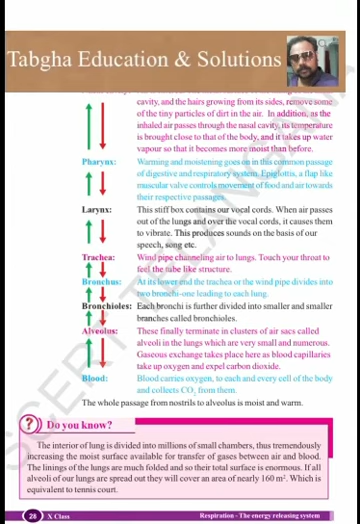 Tabgha Education & Solutions
cavity, and the hairs growing from its sides, remove some
of the tiny particles of dirt in the air. In addition, as the
inhaled air passes through the nasal cavity, its temperature
is brought close to that of the body, and it takes up water
vapour so that it becomes more moist than before.
Pharynx: Warming and moistening goes on in this common passage
of digestive and respiratory system. Epiglottis, a flap like
muscular valve controls movement of food and air towards
their respective passages.
Larynx: This stiff box contains our vocal cords. When air passes
out of the lungs and over the vocal cords, it causes them
to vibrate. This produces sounds on the basis of our
speech, song etc.
Trachea: Wind pipe channeling air to lungs. Touch your throat to
feel the tube like structure.
Bronchus: At its lower end the trachea or the wind pipe divides into
two bronchi-one leading to each lung.
Bronchioles: Each bronchi is further divided into smaller and smaller
branches called bronchioles.
Alveolus: These finally terminate in clusters of air sacs called
alveoli in the lungs which are very small and numerous.
Gaseous exchange takes place here as blood capillaries
take up oxygen and expel carbon dioxide.
Blood: Blood carries oxygen, to each and every cell of the body
and collects CO2 from them.
The whole passage from nostrils to alveolus is moist and warm.
Do you know?
The interior of lung is divided into millions of small chambers, thus tremendously
increasing the moist surface available for transfer of gases between air and blood.
The linings of the lungs are much folded and so their total surface is enormous. If all
alveoli of our lungs are spread out they will cover an area of nearly 160 m². Which is
equivalent to tennis court.
28 X Class Respiration - The energy releasing system
SCERT TELANGANA